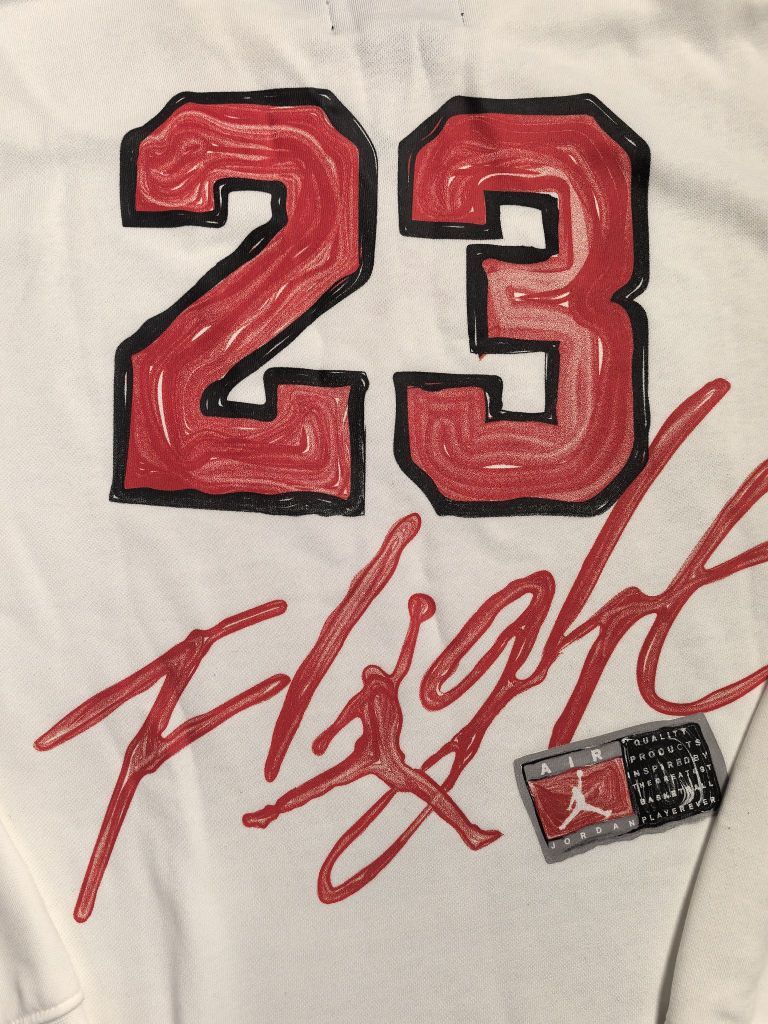 23
Flight
AIR
JORDAN
QUALITY
PRODUCTS
INSPIRED BY
THE GREATEST
BASKETBALL
PLAYER EVER